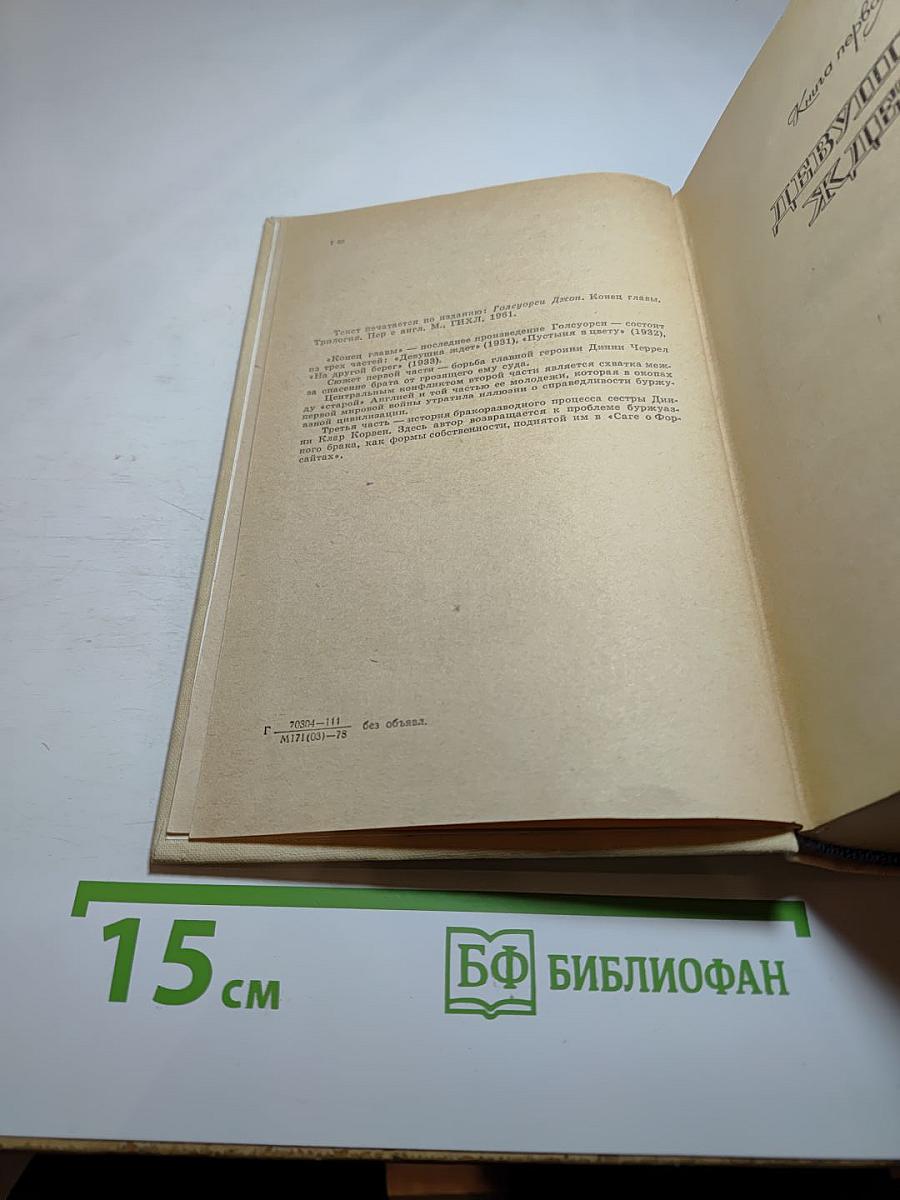 Текст печатается по изданию: Голсуорси Джон. Конец главы.
Трилогия. Пер с англ. М., ГИХЛ, 1961.
«Конец главы» — последнее произведение Голсуорси — состоит
из трех частей: «Девушка ждет» (1931), «Пустыня в цвету» (1932),
«На другой берег» (1933).
Сюжет первой части — борьба главной героини Динни Черрел
за спасение брата от грозящего ему суда.
Центральным конфликтом второй части является схватка меж-
ду «старой» Англией и той частью ее молодежи, которая в окопах
первой мировой войны утратила иллюзии о справедливости буржу-
азной цивилизации.
Третья часть — история бракоразводного процесса сестры Дин-
ни Клэр Корвен. Здесь автор возвращается к проблеме буржуаз-
ного брака, как формы собственности, поднятой им в «Саге о Фор-
сайтах».
Г 70304—111
М171(03)—78 без объявл.
Книга перво
ДЕВУШ
ЖДЕ
15 см
БФ БИБЛИОФАН